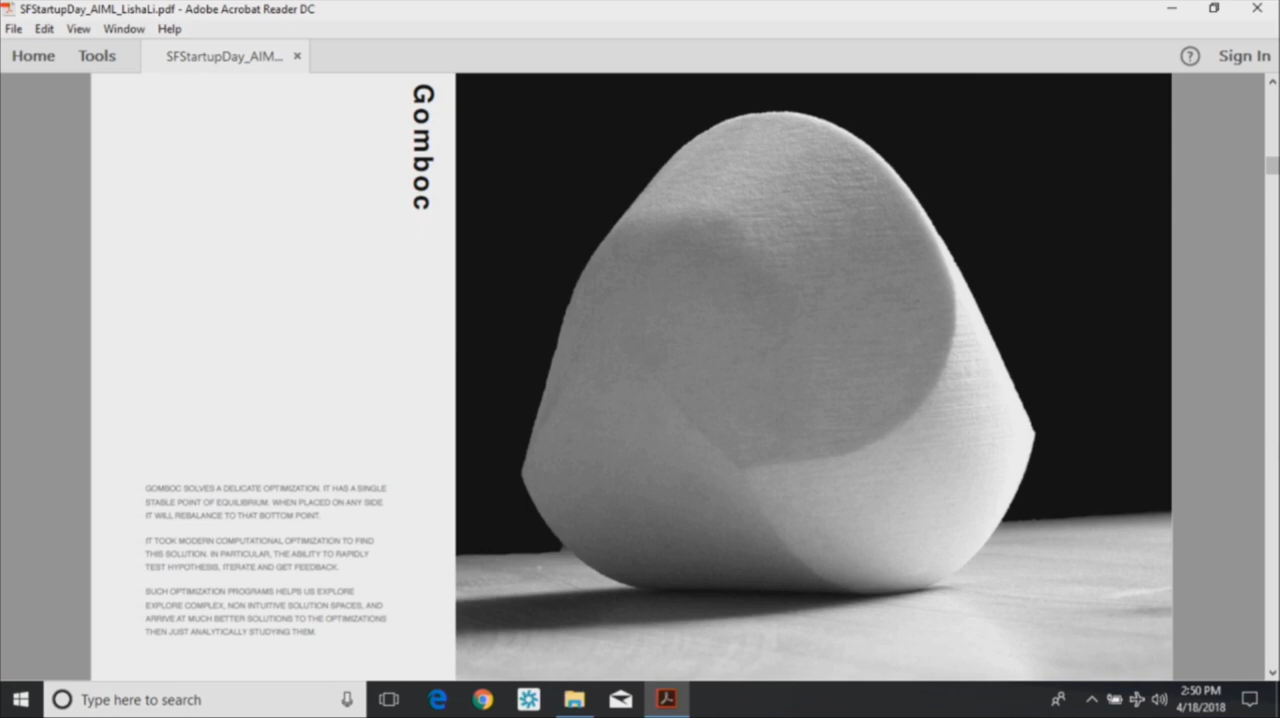 SFStartupDay_AIML_LishaLi.pdf - Adobe Acrobat Reader DC
File Edit View Window Help
Home Tools SFStartupDay_AIM... × ? Sign In
Gomboc
GOMBOC SOLVES A DELICATE OPTIMIZATION. IT HAS A SINGLE
STABLE POINT OF EQUILIBRIUM. WHEN PLACED ON ANY SIDE
IT WILL REBALANCE TO THAT BOTTOM POINT.
IT TOOK MODERN COMPUTATIONAL OPTIMIZATION TO FIND
THIS SOLUTION. IN PARTICULAR, THE ABILITY TO RAPIDLY
TEST HYPOTHESIS, ITERATE AND GET FEEDBACK.
SUCH OPTIMIZATION PROGRAMS HELPS US EXPLORE
EXPLORE COMPLEX, NON INTUITIVE SOLUTION SPACES, AND
ARRIVE AT MUCH BETTER SOLUTIONS TO THE OPTIMIZATIONS
THEN JUST ANALYTICALLY STUDYING THEM.
Type here to search
2:50 PM
4/18/2018